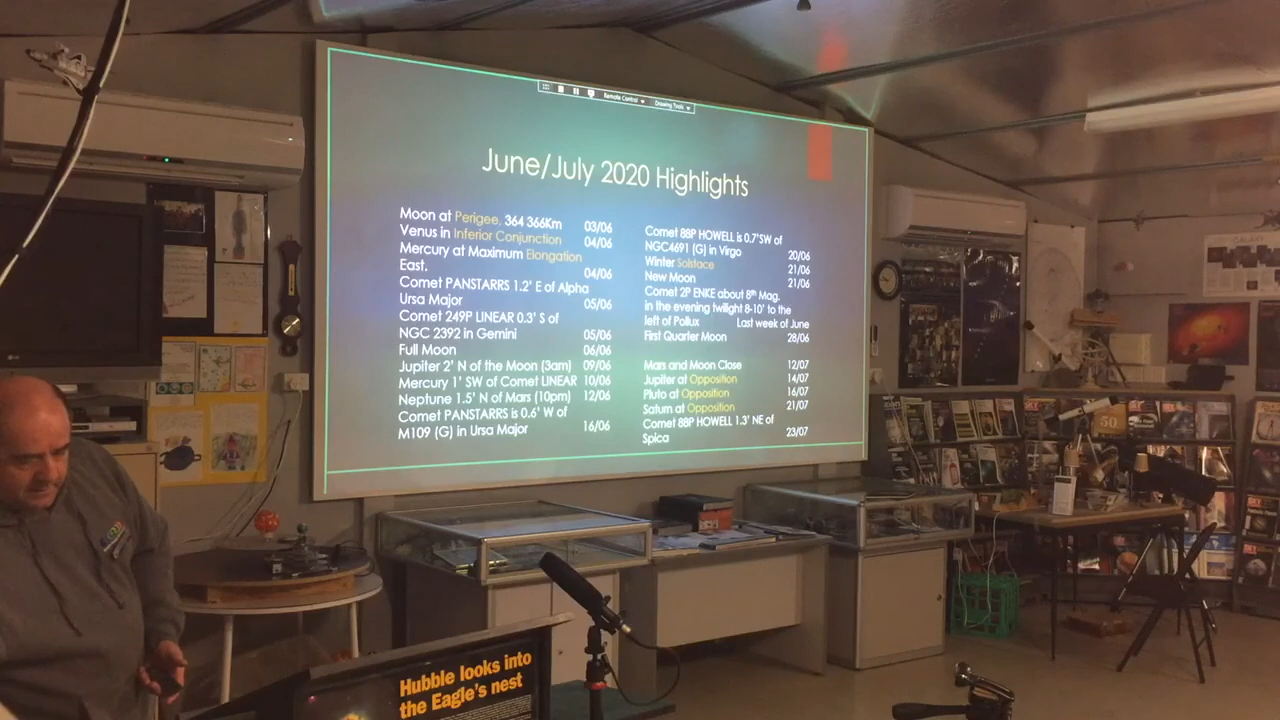 Remote Control
Drawing Tools
June/July 2020 Highlights
Moon at Perigee, 364 366Km 03/06
Venus in Inferior Conjunction 04/06
Mercury at Maximum Elongation
East. 04/06
Comet PANSTARRS 1.2' E of Alpha
Ursa Major 05/06
Comet 249P LINEAR 0.3' S of
NGC 2392 in Gemini 05/06
Full Moon 06/06
Jupiter 2' N of the Moon (3am) 09/06
Mercury 1' SW of Comet LINEAR 10/06
Neptune 1.5' N of Mars (10pm) 12/06
Comet PANSTARRS is 0.6' W of
M109 (G) in Ursa Major 16/06
Comet 88P HOWELL is 0.7'SW of
NGC4691 (G) in Virgo 20/06
Winter Solstace 21/06
New Moon 21/06
Comet 2P ENKE about 8th Mag.
in the evening twilight 8-10' to the
left of Pollux Last week of June
First Quarter Moon 28/06
Mars and Moon Close 12/07
Jupiter at Opposition 14/07
Pluto at Opposition 16/07
Saturn at Opposition 21/07
Comet 88P HOWELL 1.3' NE of
Spica 23/07
LG
50
SKY
Hubble looks into
the Eagle's nest